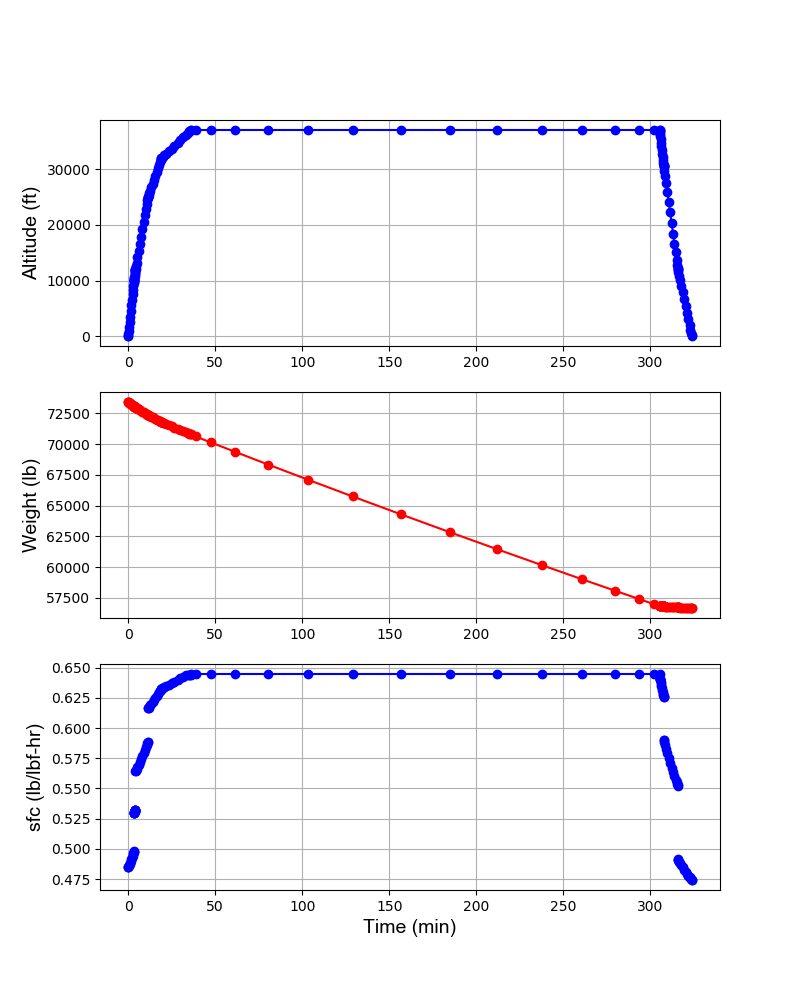 Altitude (ft)
30000
20000
10000
0
0 50 100 150 200 250 300
Weight (lb)
72500
70000
67500
65000
62500
60000
57500
0 50 100 150 200 250 300
sfc (lb/lbf-hr)
0.650
0.625
0.600
0.575
0.550
0.525
0.500
0.475
0 50 100 150 200 250 300
Time (min)